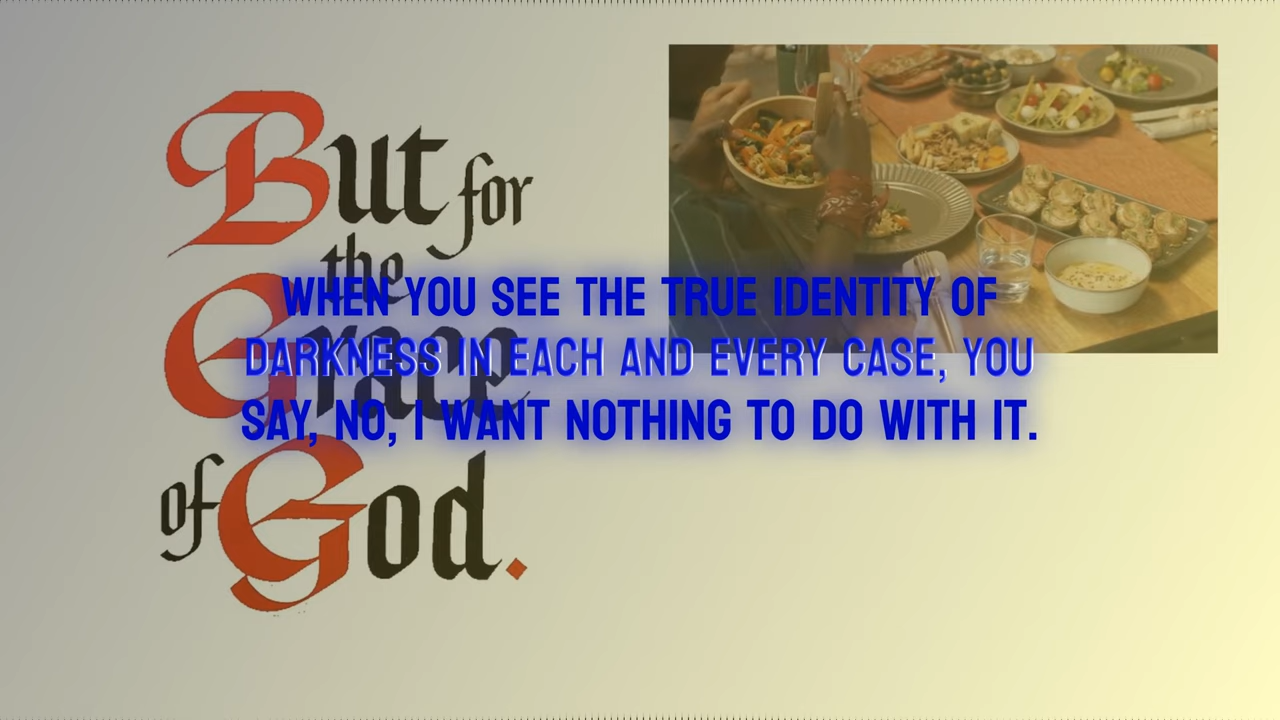 But for
the
Grace
of God.
WHEN YOU SEE THE TRUE IDENTITY OF
DARKNESS IN EACH AND EVERY CASE, YOU
SAY, NO, I WANT NOTHING TO DO WITH IT.